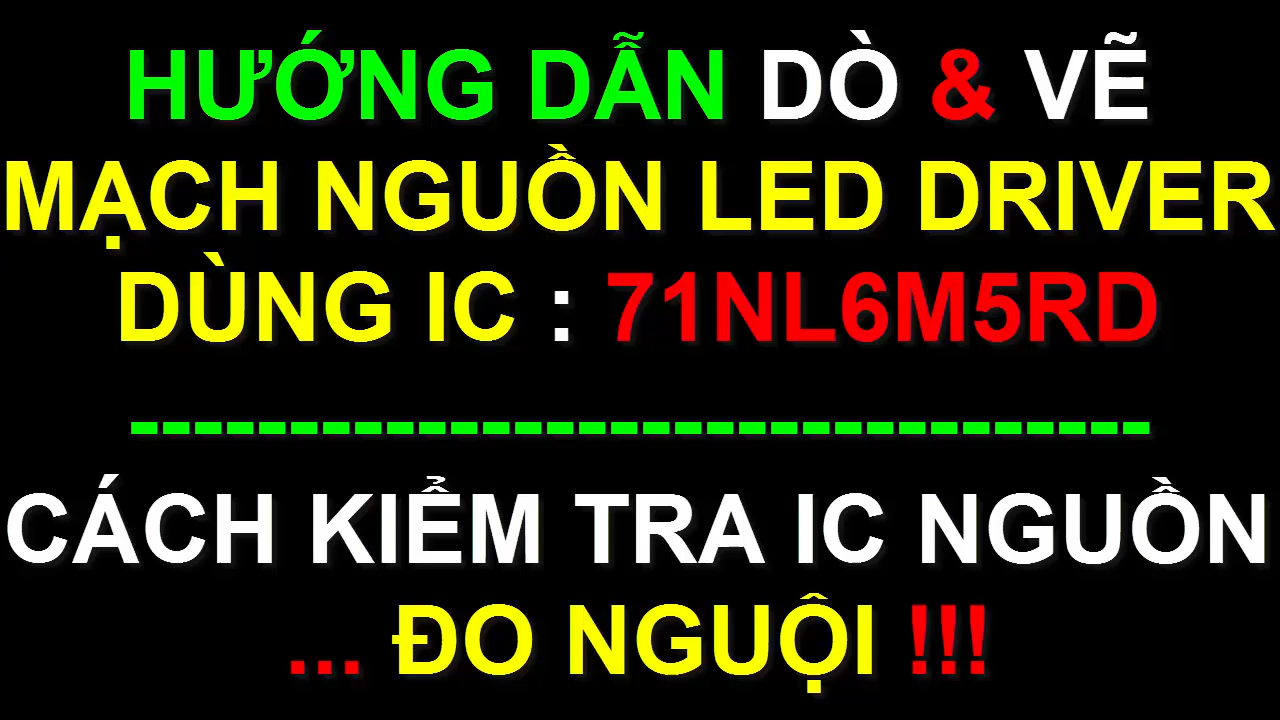 HƯỚNG DẪN DÒ & VẼ
MẠCH NGUỒN LED DRIVER
DÙNG IC : 71NL6M5RD
--------------------------------
CÁCH KIỂM TRA IC NGUỒN
... ĐO NGUỘI !!!